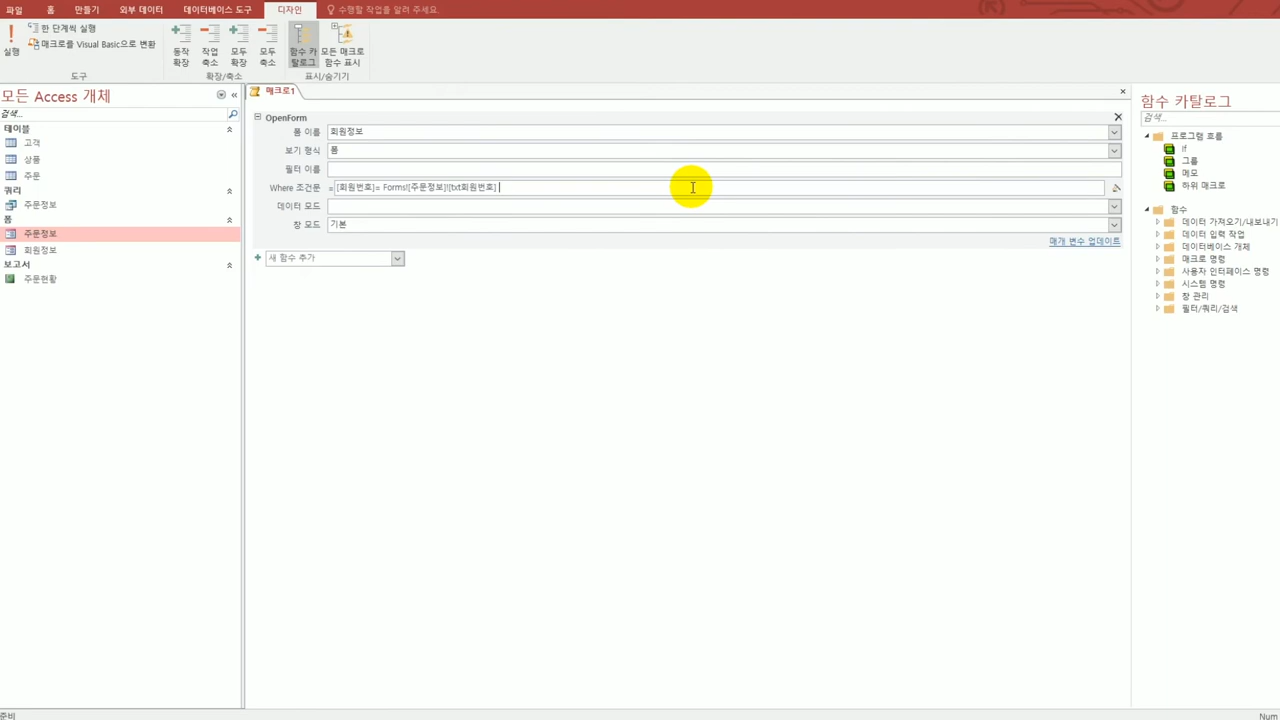 파일 홈 만들기 외부 데이터 데이터베이스 도구 디자인 수행할 작업을 알려 주세요.
실행
한 단계씩 실행
매크로를 Visual Basic으로 변환
도구
동작 확장
작업 축소
모두 확장
모두 축소
확장/축소
함수 카탈로그
모든 매크로 함수 표시
표시/숨기기
모든 Access 개체
검색...
테이블
고객
상품
주문
쿼리
주문정보
폼
주문정보
회원정보
보고서
주문현황
매크로1
OpenForm
폼 이름 회원정보
보기 형식 폼
필터 이름
Where 조건문 = [회원번호]= Forms![주문정보]![txt회원번호]
데이터 모드
창 모드 기본
매개 변수 업데이트
새 함수 추가
함수 카탈로그
검색...
프로그램 흐름
if
그룹
메모
하위 매크로
함수
데이터 가져오기/내보내기
데이터 입력 작업
데이터베이스 개체
매크로 명령
사용자 인터페이스 명령
시스템 명령
창 관리
필터/쿼리/검색
준비
Num